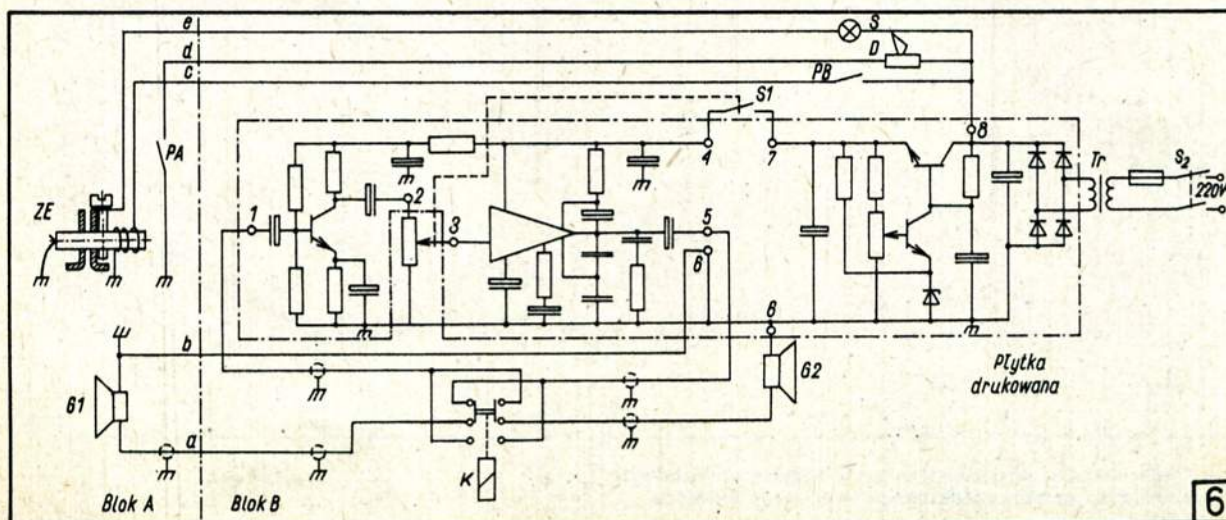 e
S
d
D
c
PB
S1
PA
8
4
7
Tr
S2
220V
ZE
1
2
3
5
6
b
6
Płytka
drukowana
G1
G2
a
K
Blok A
Blok B
6